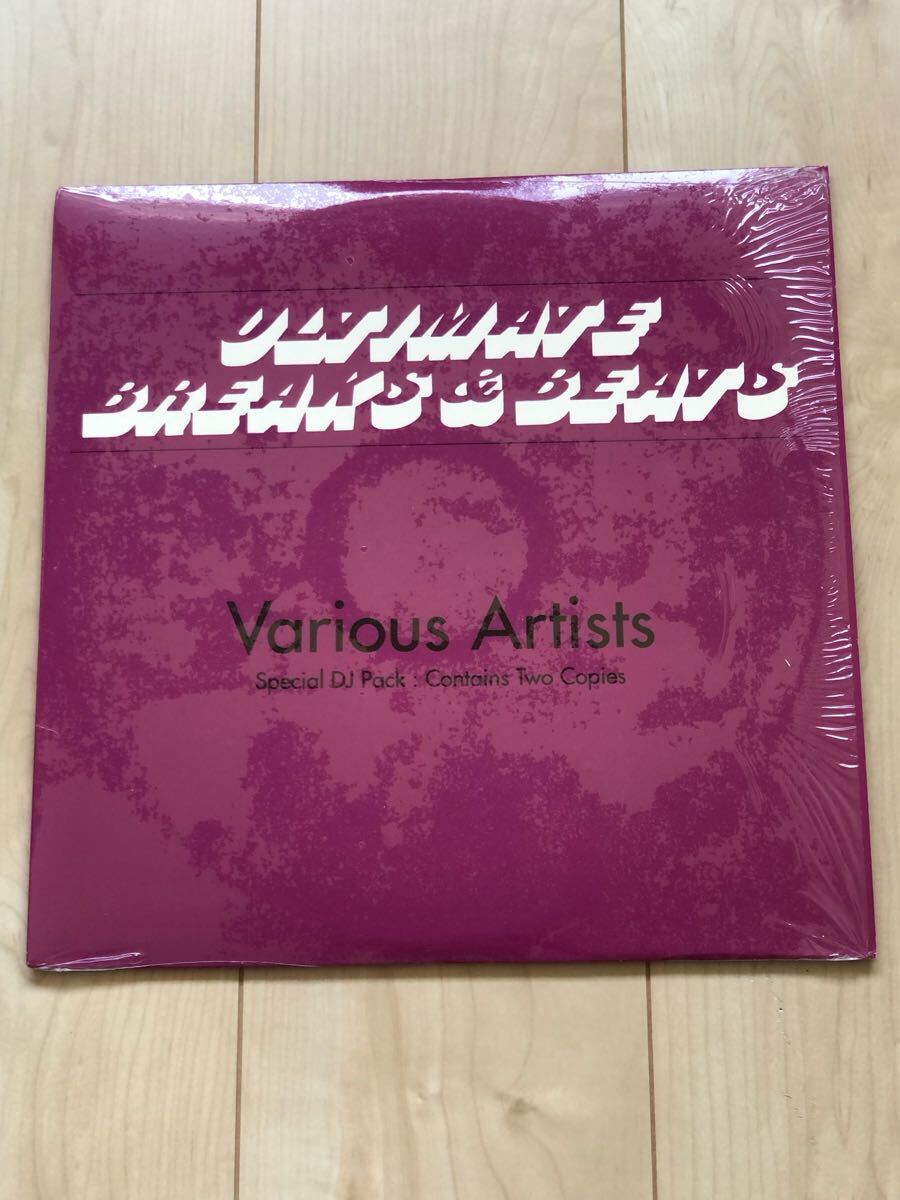 ULTIMATE
BREAKS & BEATS
Various Artists
Special DJ Pack : Contains Two Copies